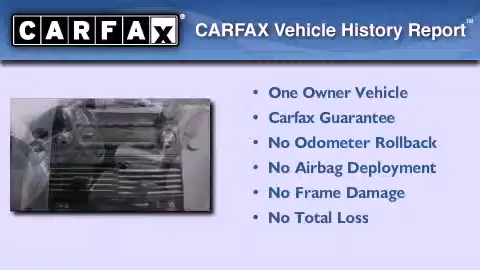 CARFAX® CARFAX Vehicle History Report™
• One Owner Vehicle
• Carfax Guarantee
• No Odometer Rollback
• No Airbag Deployment
• No Frame Damage
• No Total Loss